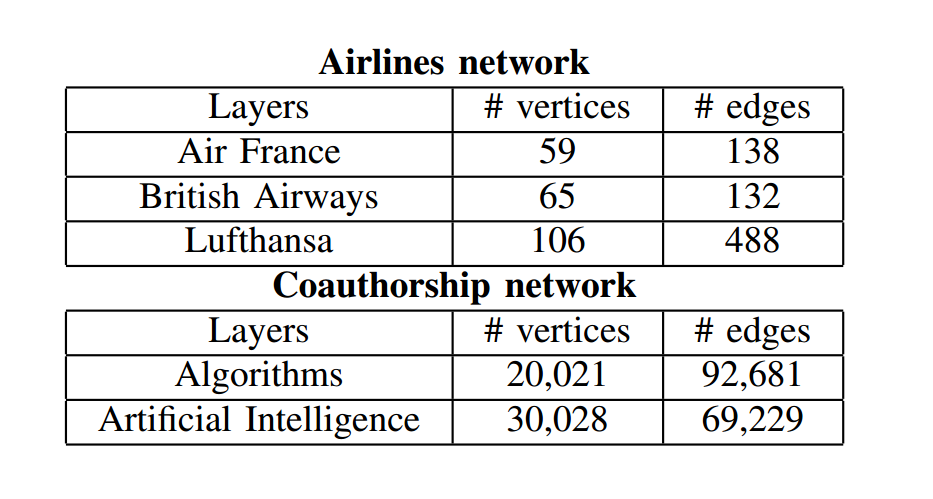 Airlines network
Layers # vertices # edges
Air France 59 138
British Airways 65 132
Lufthansa 106 488
Coauthorship network
Layers # vertices # edges
Algorithms 20,021 92,681
Artificial Intelligence 30,028 69,229